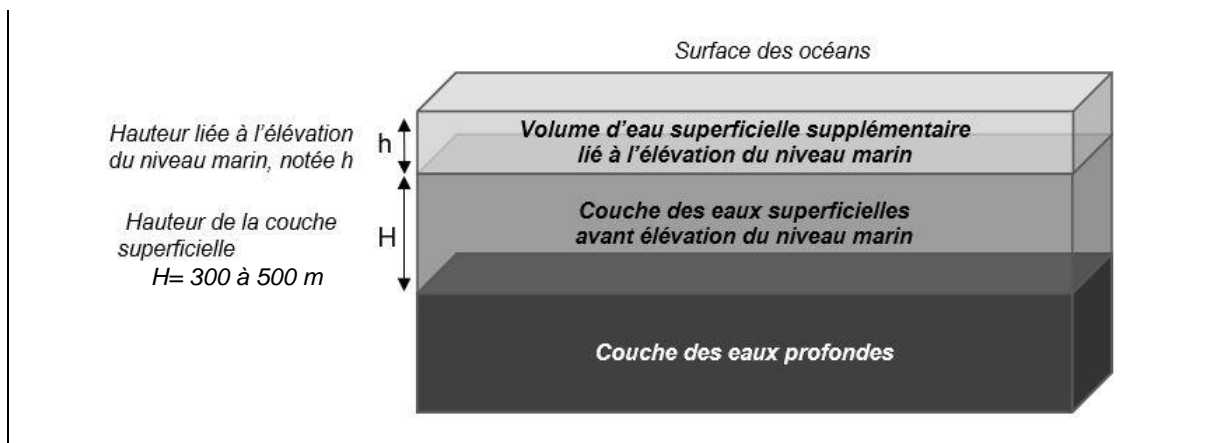 Surface des océans
Hauteur liée à l'élévation
du niveau marin, notée h
h
Volume d'eau superficielle supplémentaire
lié à l'élévation du niveau marin
Hauteur de la couche
superficielle
H= 300 à 500 m
H
Couche des eaux superficielles
avant élévation du niveau marin
Couche des eaux profondes